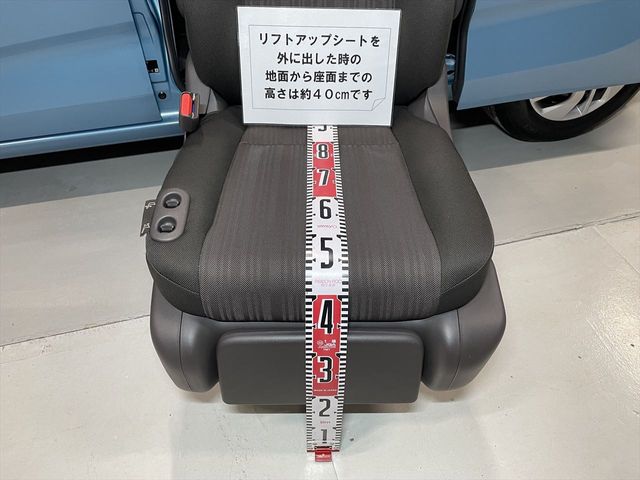 リフトアップシートを
外に出した時の
地面から座面までの
高さは約40cmです
9
8
7
6
5
4
3
2
1